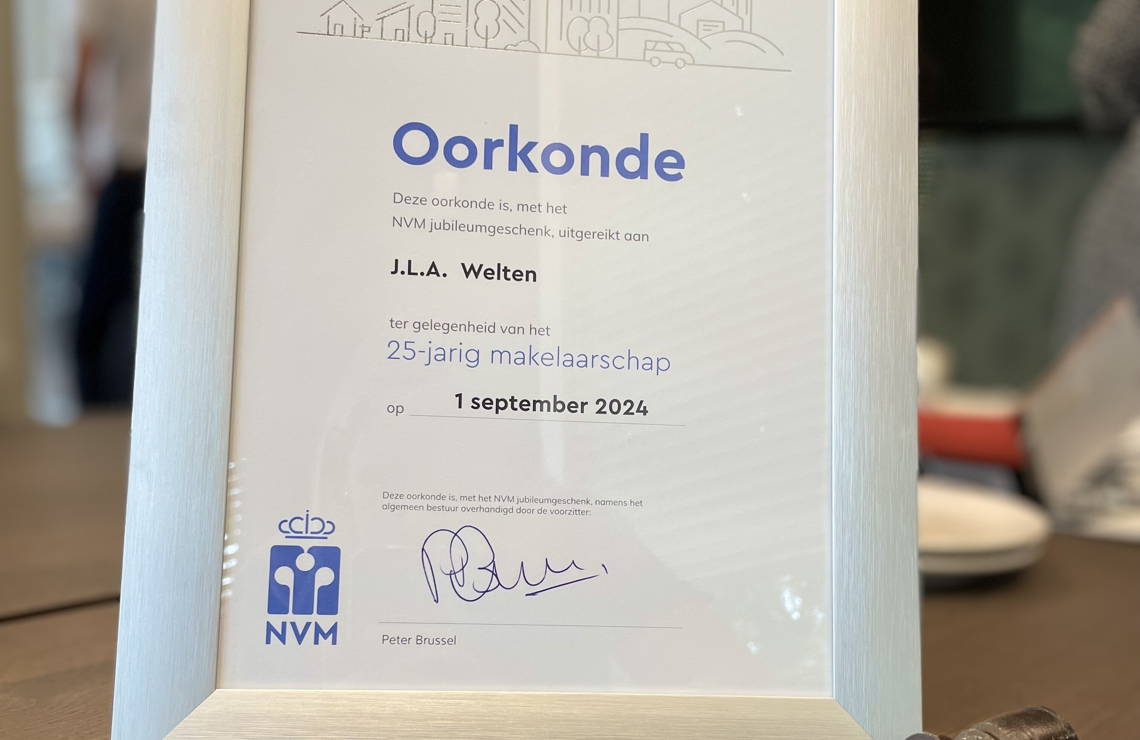 Oorkonde
Deze oorkonde is, met het
NVM jubileumgeschenk, uitgereikt aan
J.L.A. Welten
ter gelegenheid van het
25-jarig makelaarschap
op 1 september 2024
Deze oorkonde is, met het NVM jubileumgeschenk, namens het
algemeen bestuur overhandigd door de voorzitter:
Peter Brussel
NVM